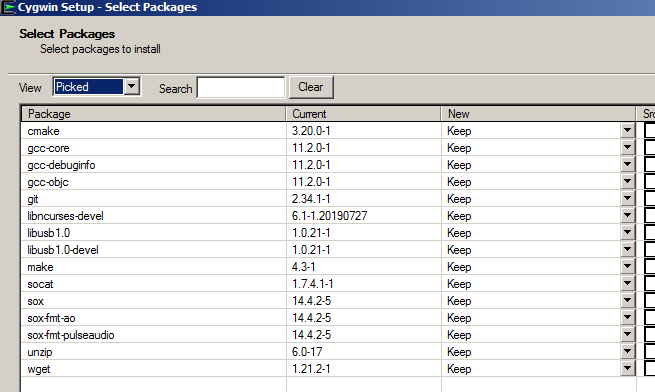 Cygwin Setup - Select Packages
Select Packages
Select packages to install
View Picked Search Clear
Package Current New Src
cmake 3.20.0-1 Keep
gcc-core 11.2.0-1 Keep
gcc-debuginfo 11.2.0-1 Keep
gcc-objc 11.2.0-1 Keep
git 2.34.1-1 Keep
libncurses-devel 6.1-1.20190727 Keep
libusb1.0 1.0.21-1 Keep
libusb1.0-devel 1.0.21-1 Keep
make 4.3-1 Keep
socat 1.7.4.1-1 Keep
sox 14.4.2-5 Keep
sox-fmt-ao 14.4.2-5 Keep
sox-fmt-pulseaudio 14.4.2-5 Keep
unzip 6.0-17 Keep
wget 1.21.2-1 Keep